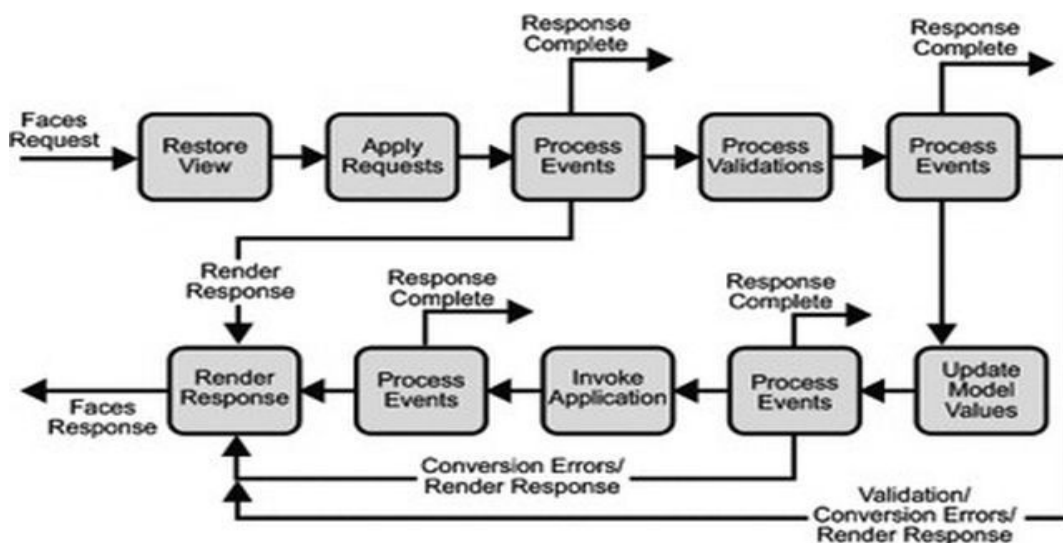 Response
Complete
Response
Complete
Faces
Request
Restore
View
Apply
Requests
Process
Events
Process
Validations
Process
Events
Render
Response
Response
Complete
Response
Complete
Render
Response
Process
Events
Invoke
Application
Process
Events
Update
Model
Values
Faces
Response
Conversion Errors/
Render Response
Validation/
Conversion Errors/
Render Response